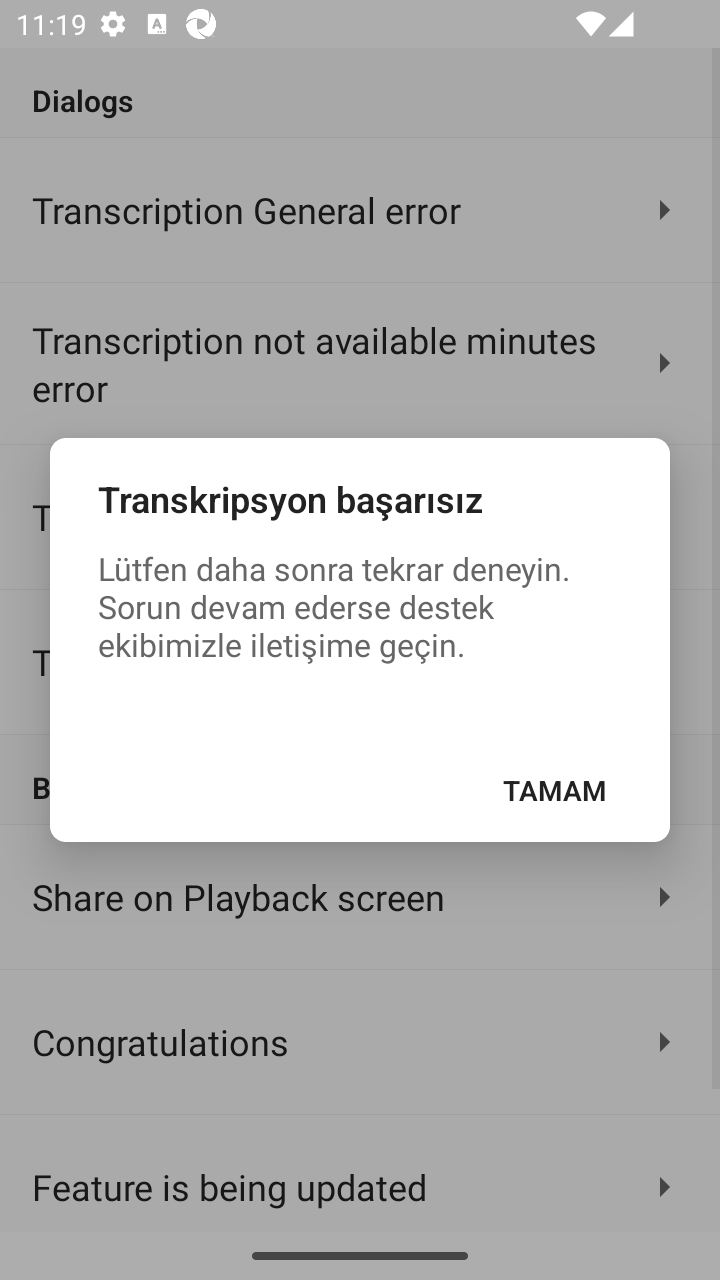 11:19
Dialogs
Transcription General error
Transcription not available minutes
error
Transkripsyon başarısız
Lütfen daha sonra tekrar deneyin.
Sorun devam ederse destek
ekibimizle iletişime geçin.
TAMAM
Share on Playback screen
Congratulations
Feature is being updated